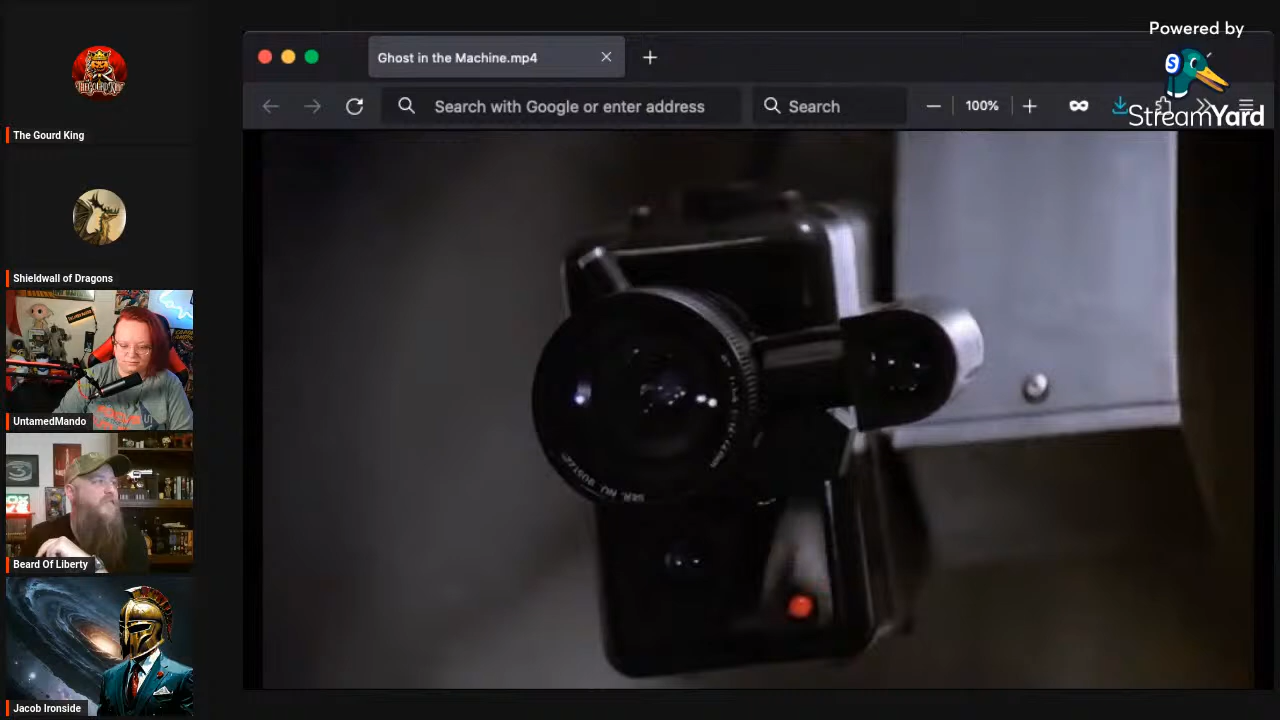 Powered by
StreamYard
Ghost in the Machine.mp4
Search with Google or enter address
Search
100%
The Gourd King
Shieldwall of Dragons
UntamedMando
Beard Of Liberty
Jacob Ironside